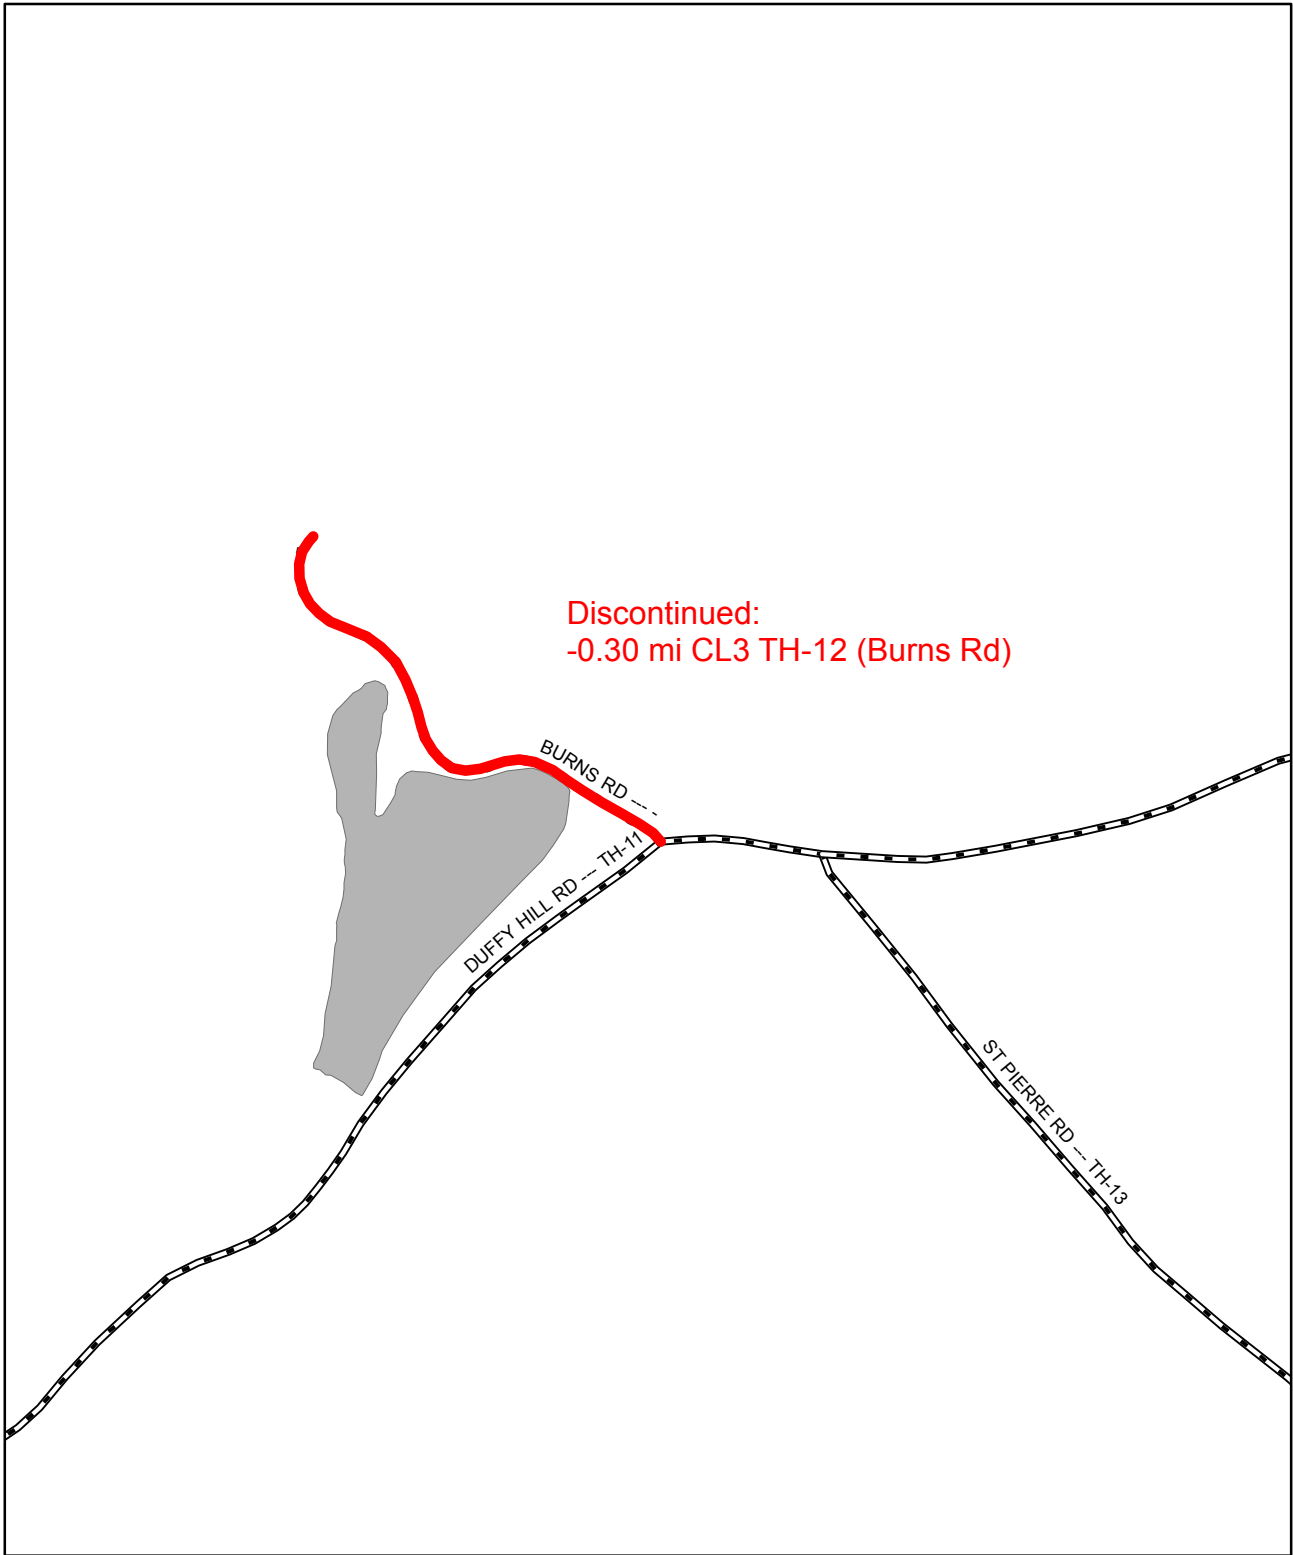 Discontinued:
-0.30 mi CL3 TH-12 (Burns Rd)
BURNS RD --- -
DUFFY HILL RD --- TH-11
ST PIERRE RD --- TH-13